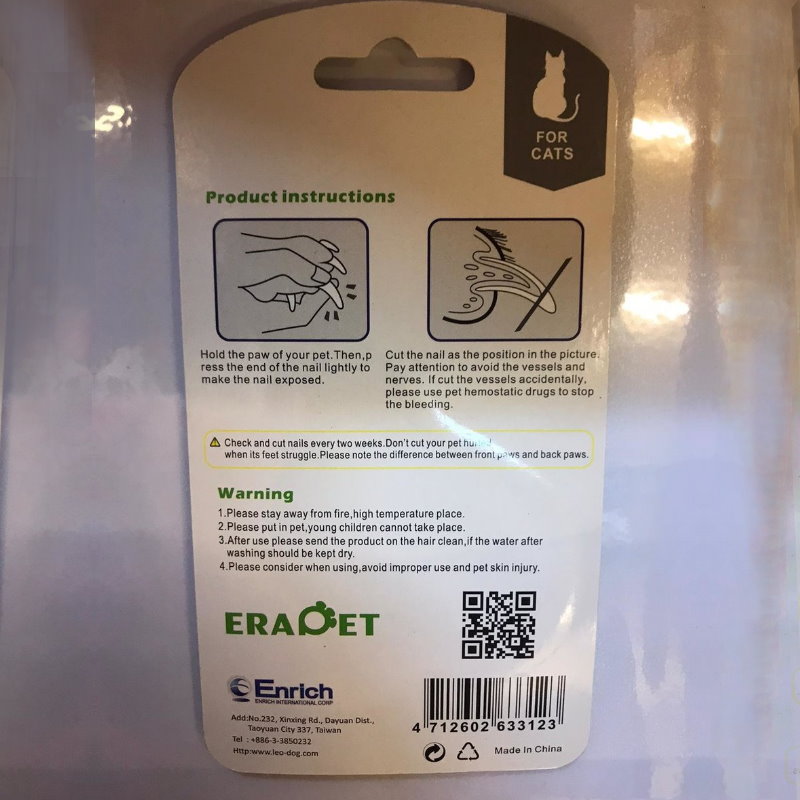 FOR
CATS
Product instructions
Hold the paw of your pet.Then,p
ress the end of the nail lightly to
make the nail exposed.
Cut the nail as the position in the picture.
Pay attention to avoid the vessels and
nerves. If cut the vessels accidentally,
please use pet hemostatic drugs to stop
the bleeding.
Check and cut nails every two weeks.Don't cut your pet
when its feet struggle.Please note the difference between front paws and back paws.
Warning
1.Please stay away from fire,high temperature place.
2.Please put in pet,young children cannot take place.
3.After use please send the product on the hair clean,if the water after
washing should be kept dry.
4.Please consider when using,avoid improper use and pet skin injury.
ERAPET
Enrich
ENRICH INTERNATIONAL CORP
Add:No.232, Xinxing Rd., Dayuan Dist.,
Taoyuan City 337, Taiwan
Tel : +886-3-3850232
Http:www.leo-dog.com
4 712602 633123
Made In China